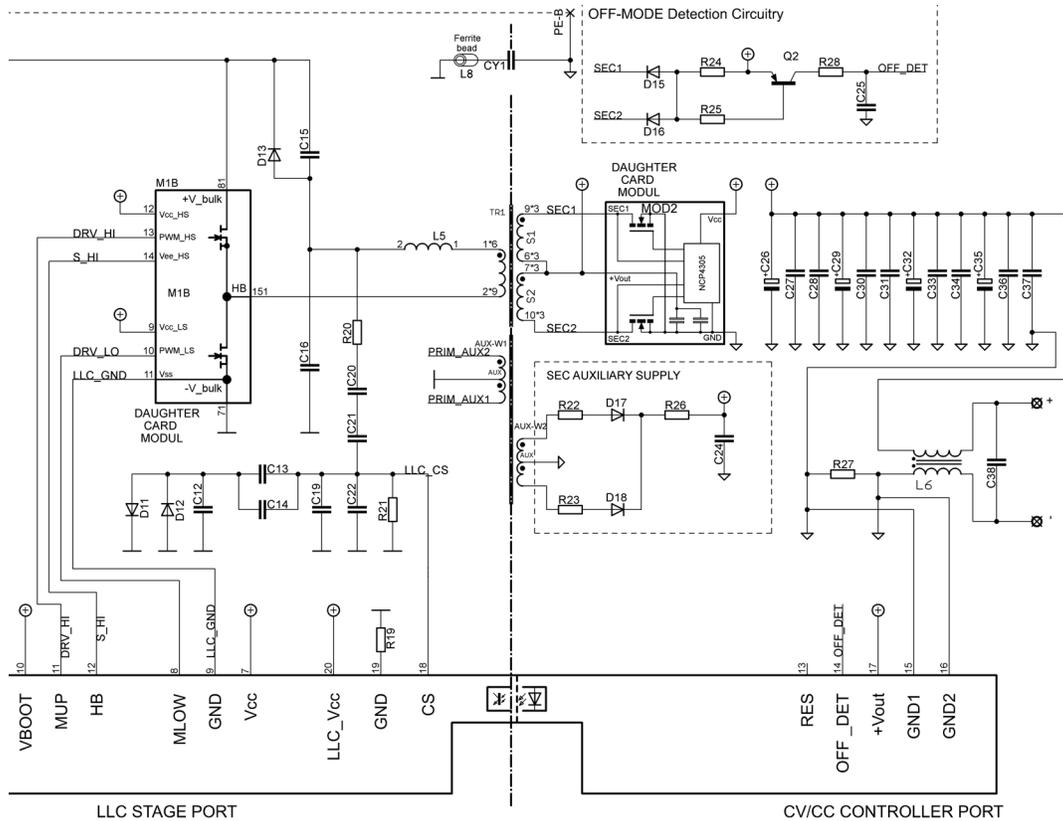 OFF-MODE Detection Circuitry
PE-B
Ferrite
bead
L8
CY1
SEC1
D15
R24
Q2
R28
OFF_DET
C25
SEC2
D16
R25
D13
C15
M1B
81
+V_bulk
12
Vcc_HS
DRV_HI
13
PWM_HS
S_HI
14
Vee_HS
M1B
HB
151
9
Vcc_LS
DRV_LO
10
PWM_LS
LLC_GND
11
Vss
-V_bulk
71
DAUGHTER
CARD
MODUL
2
L5
1
1*6
2*9
TR1
9*3
SEC1
S1
6*3
7*3
S2
10*3
SEC2
DAUGHTER
CARD
MODUL
MOD2
SEC1
Vcc
+Vout
NCP4305
SEC2
GND
+C26
C27
C28
+C29
C30
C31
+C32
C33
C34
+C35
C36
C37
R20
C16
C20
C21
PRIM_AUX2
AUX-W1
AUX
PRIM_AUX1
SEC AUXILIARY SUPPLY
R22
D17
R26
C24
AUX-W2
AUX
R23
D18
D11
D12
C12
C13
C14
C19
C22
R21
LLC_CS
R27
L6
C38
+
-
10
DRV_HI
11
S_HI
12
8
LLC_GND
9
7
20
R19
19
18
13
OFF_DET
14
17
15
16
VBOOT
MUP
HB
MLOW
GND
Vcc
LLC_Vcc
GND
CS
RES
OFF _DET
+Vout
GND1
GND2
LLC STAGE PORT
CV/CC CONTROLLER PORT